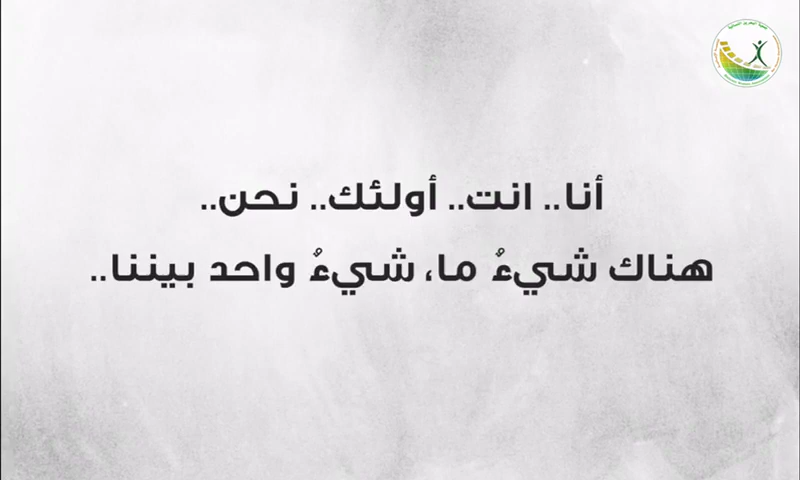 أنا.. انت.. أولئك.. نحن..
هناك شيءٌ ما، شيءٌ واحد بيننا..